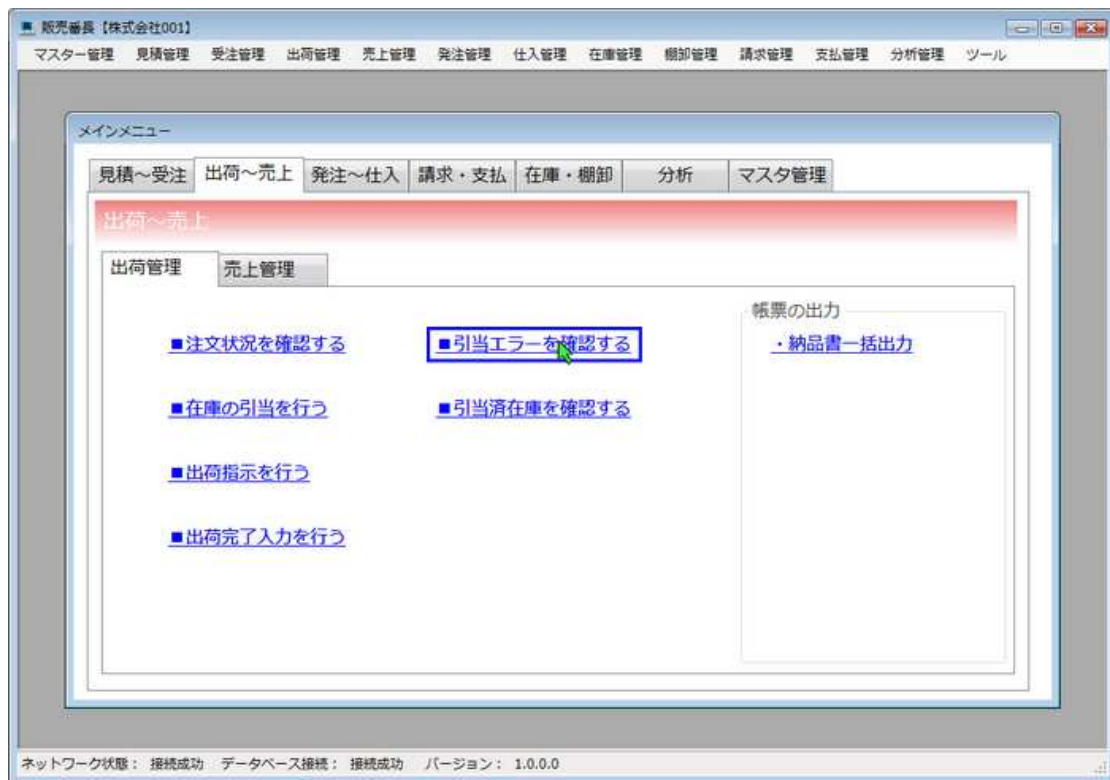 販売番長【株式会社001】
マスター管理 見積管理 受注管理 出荷管理 売上管理 発注管理 仕入管理 在庫管理 棚卸管理 請求管理 支払管理 分析管理 ツール
メインメニュー
見積～受注 出荷～売上 発注～仕入 請求・支払 在庫・棚卸 分析 マスタ管理
出荷～売上
出荷管理 売上管理
帳票の出力
■注文状況を確認する ■引当エラーを確認する ・納品書一括出力
■在庫の引当を行う ■引当済在庫を確認する
■出荷指示を行う
■出荷完了入力を行う
ネットワーク状態： 接続成功 データベース接続： 接続成功 バージョン： 1.0.0.0